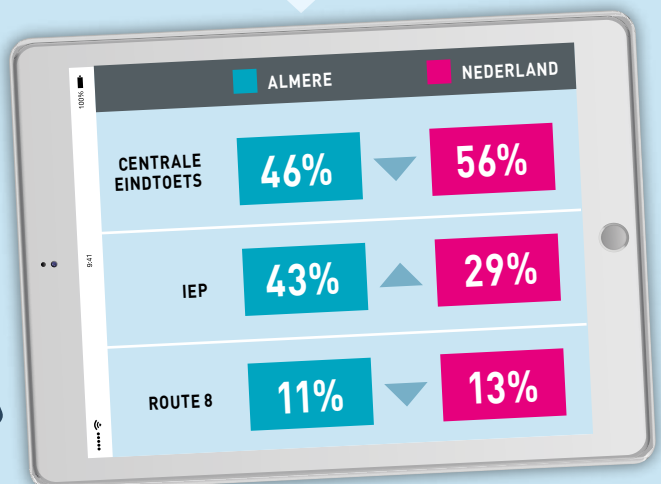 100%
9:41
ALMERE NEDERLAND
CENTRALE
EINDTOETS
46% 56%
IEP 43% 29%
ROUTE 8 11% 13%